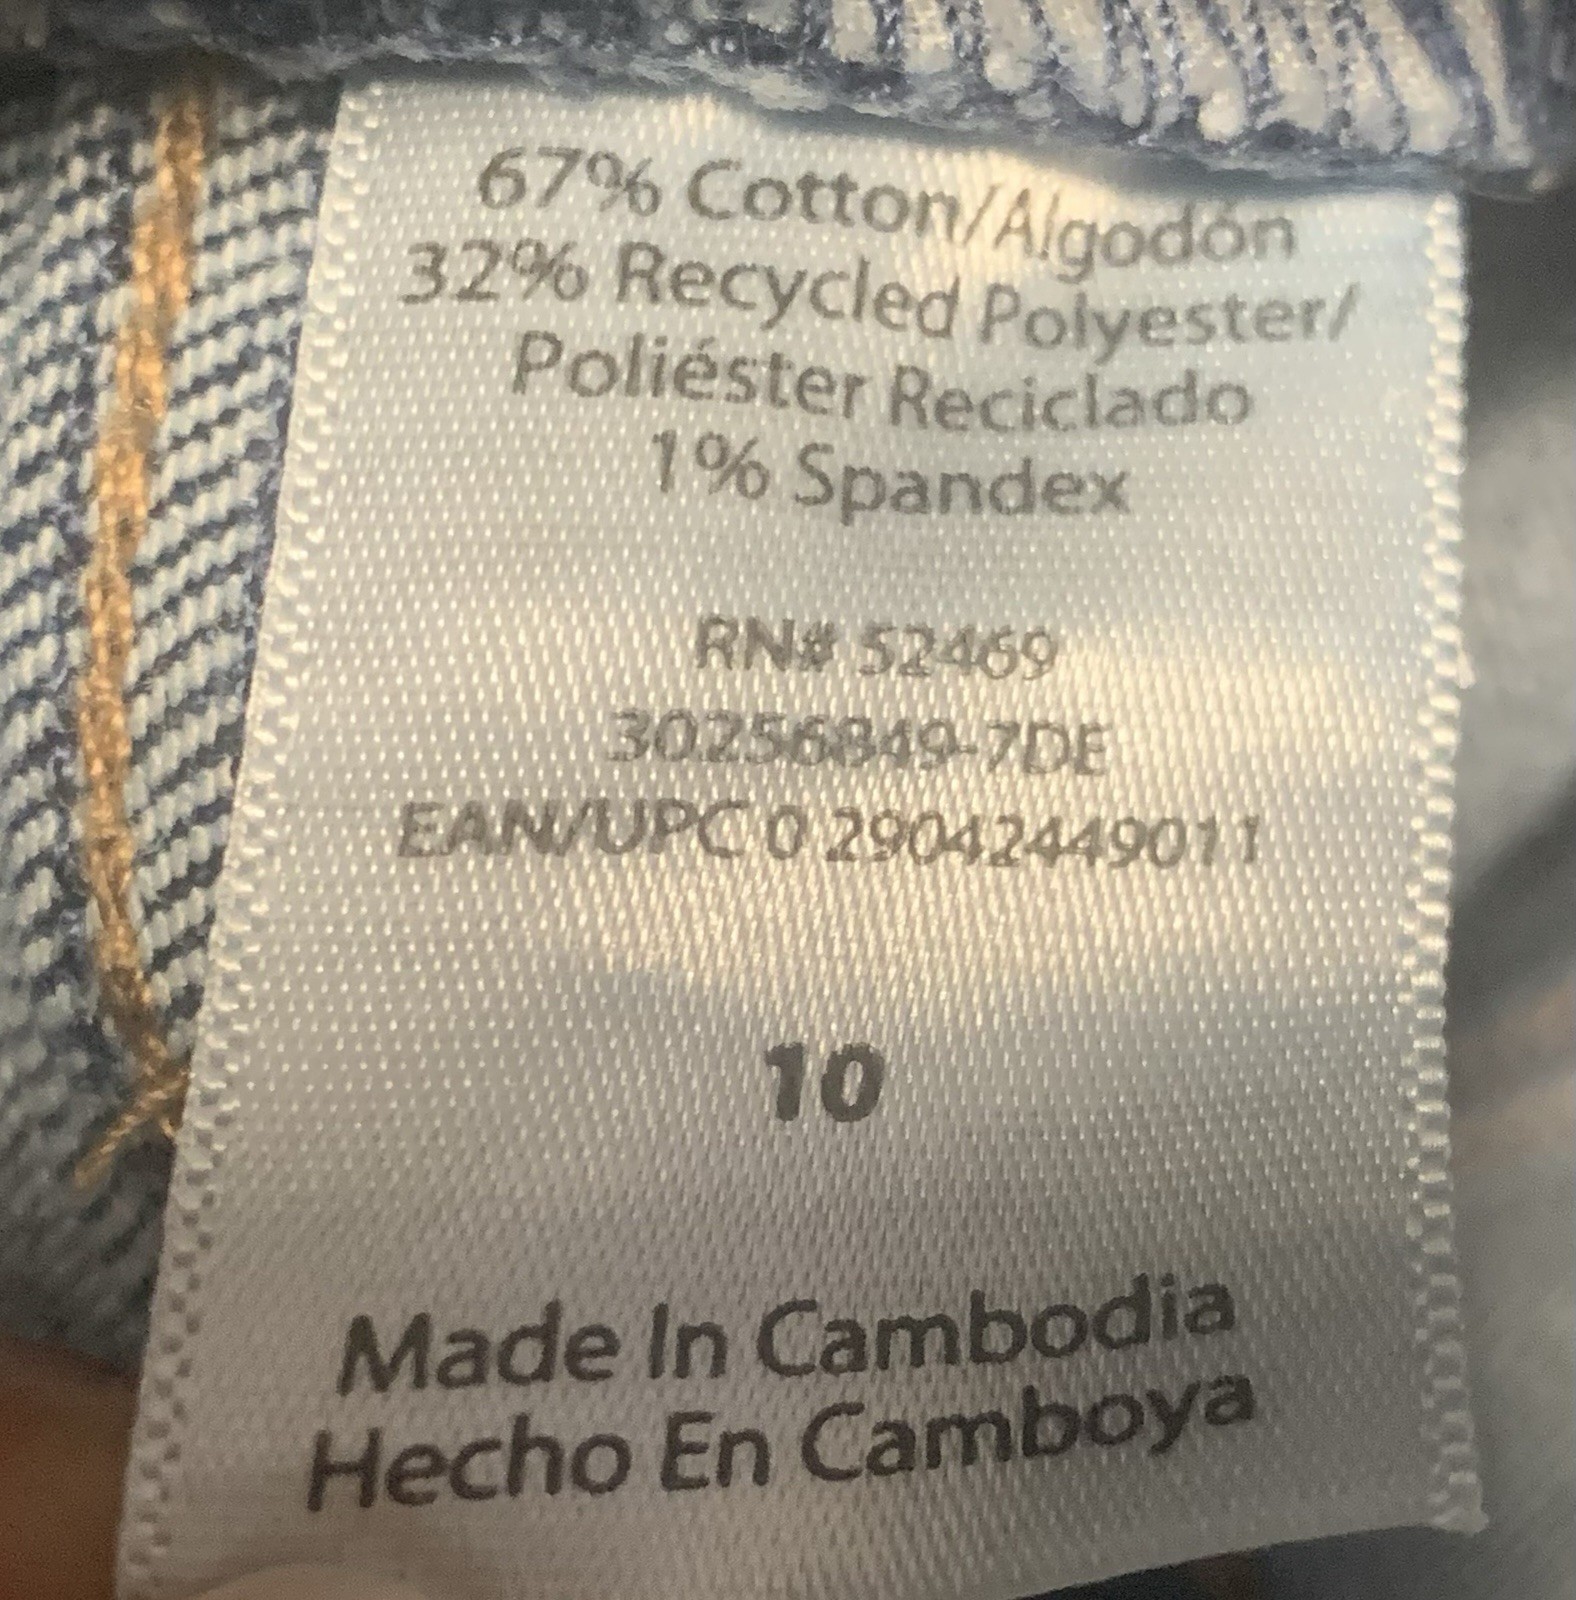 67% Cotton/Algodón
32% Recycled Polyester/
Poliéster Reciclado
1% Spandex
RN# 52469
30256849-7DE
EAN/UPC 0 29042449011
10
Made In Cambodia
Hecho En Camboya